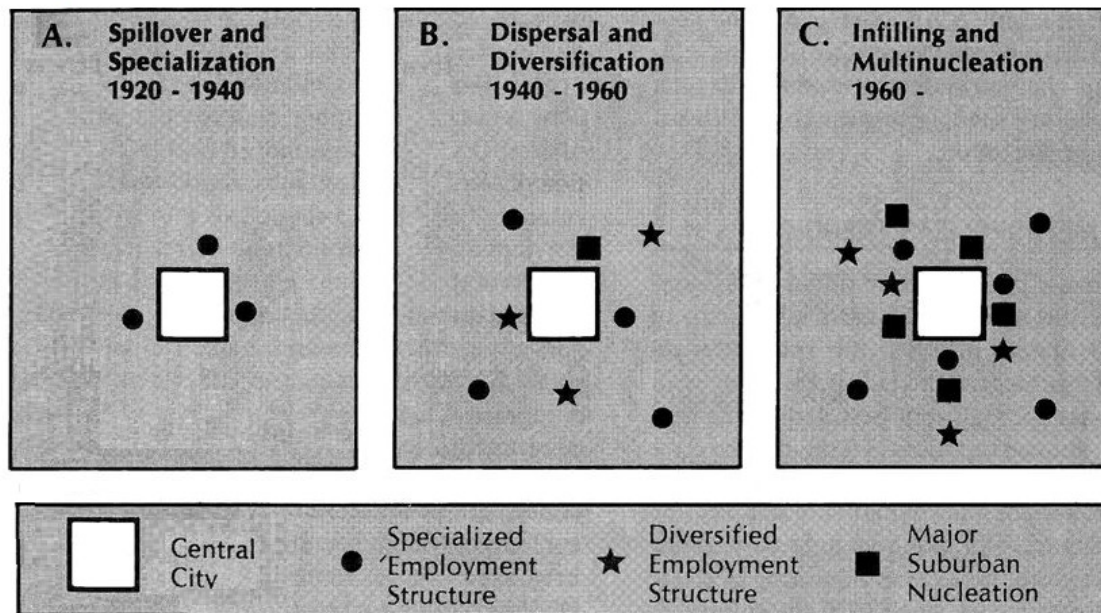 A. Spillover and
Specialization
1920 - 1940
B. Dispersal and
Diversification
1940 - 1960
C. Infilling and
Multinucleation
1960 -
Central
City
Specialized
Employment
Structure
Diversified
Employment
Structure
Major
Suburban
Nucleation